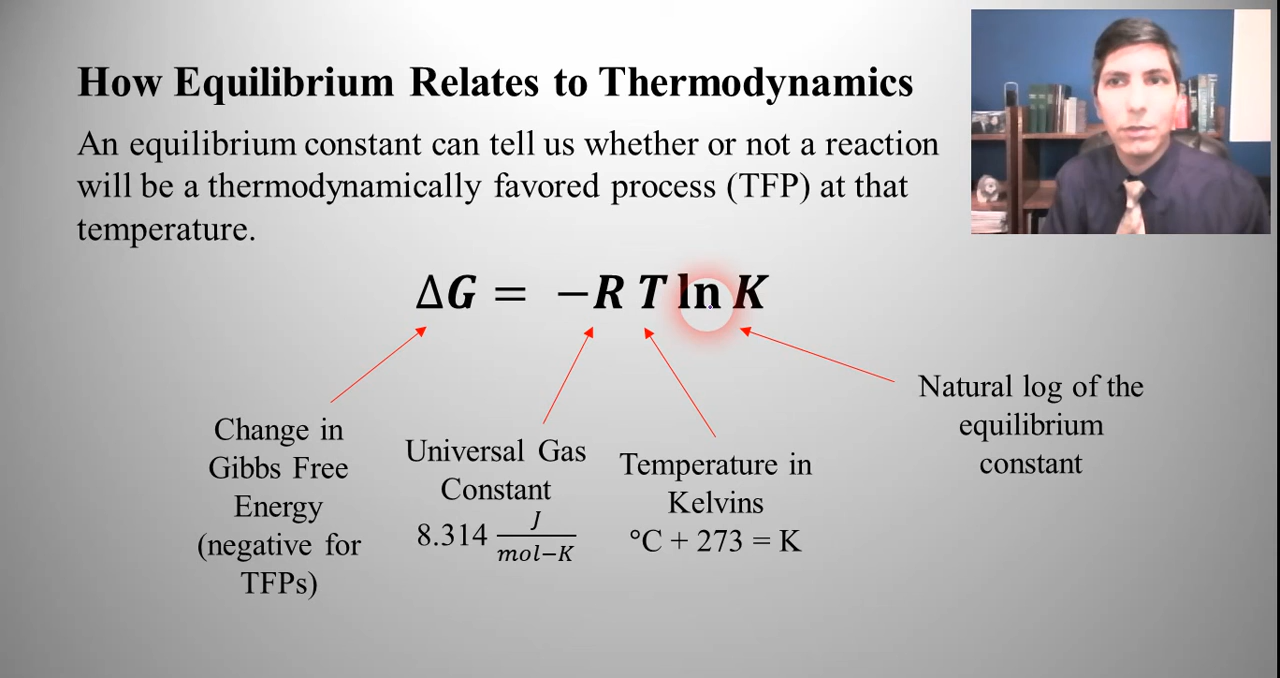 How Equilibrium Relates to Thermodynamics
An equilibrium constant can tell us whether or not a reaction
will be a thermodynamically favored process (TFP) at that
temperature.
∆G = −R T ln K
Change in
Gibbs Free
Energy
(negative for
TFPs)
Universal Gas
Constant
8.314 J/mol−K
Temperature in
Kelvins
°C + 273 = K
Natural log of the
equilibrium
constant